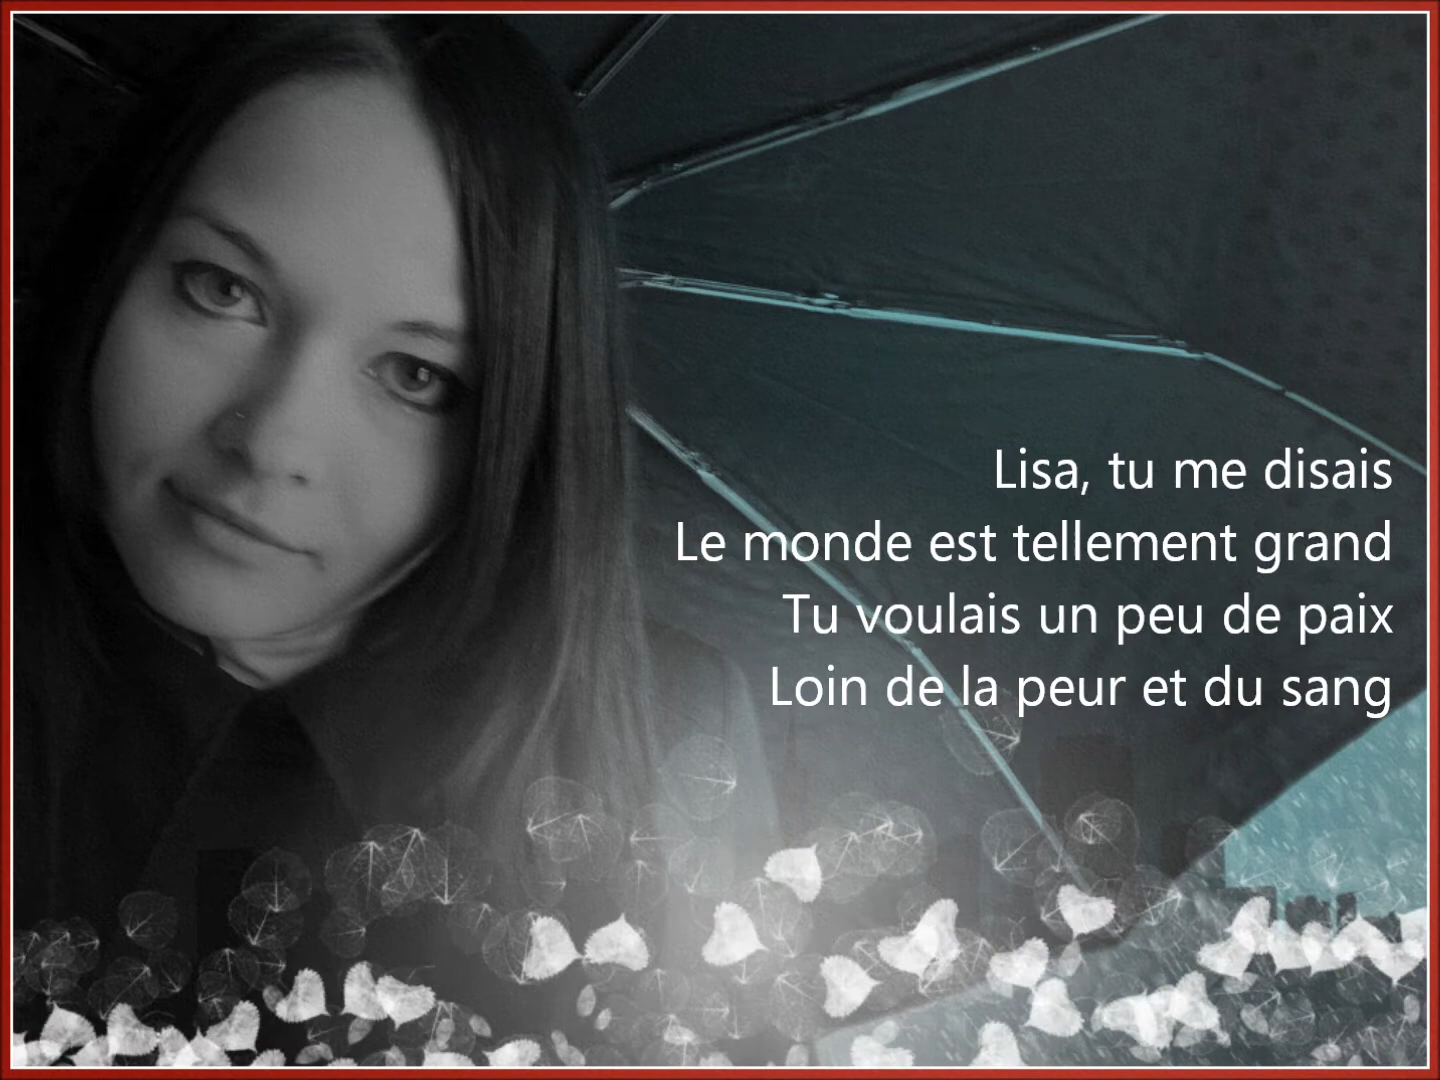 Lisa, tu me disais
Le monde est tellement grand
Tu voulais un peu de paix
Loin de la peur et du sang